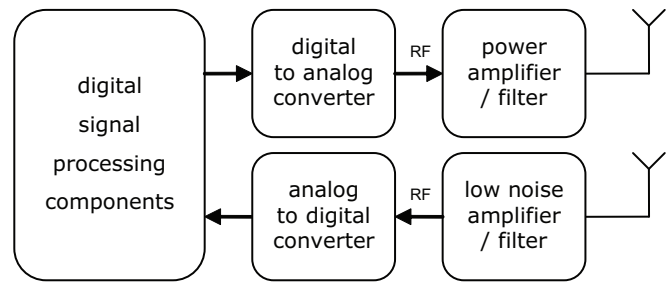 digital
signal
processing
components
digital
to analog
converter
RF
power
amplifier
/ filter
analog
to digital
converter
RF
low noise
amplifier
/ filter